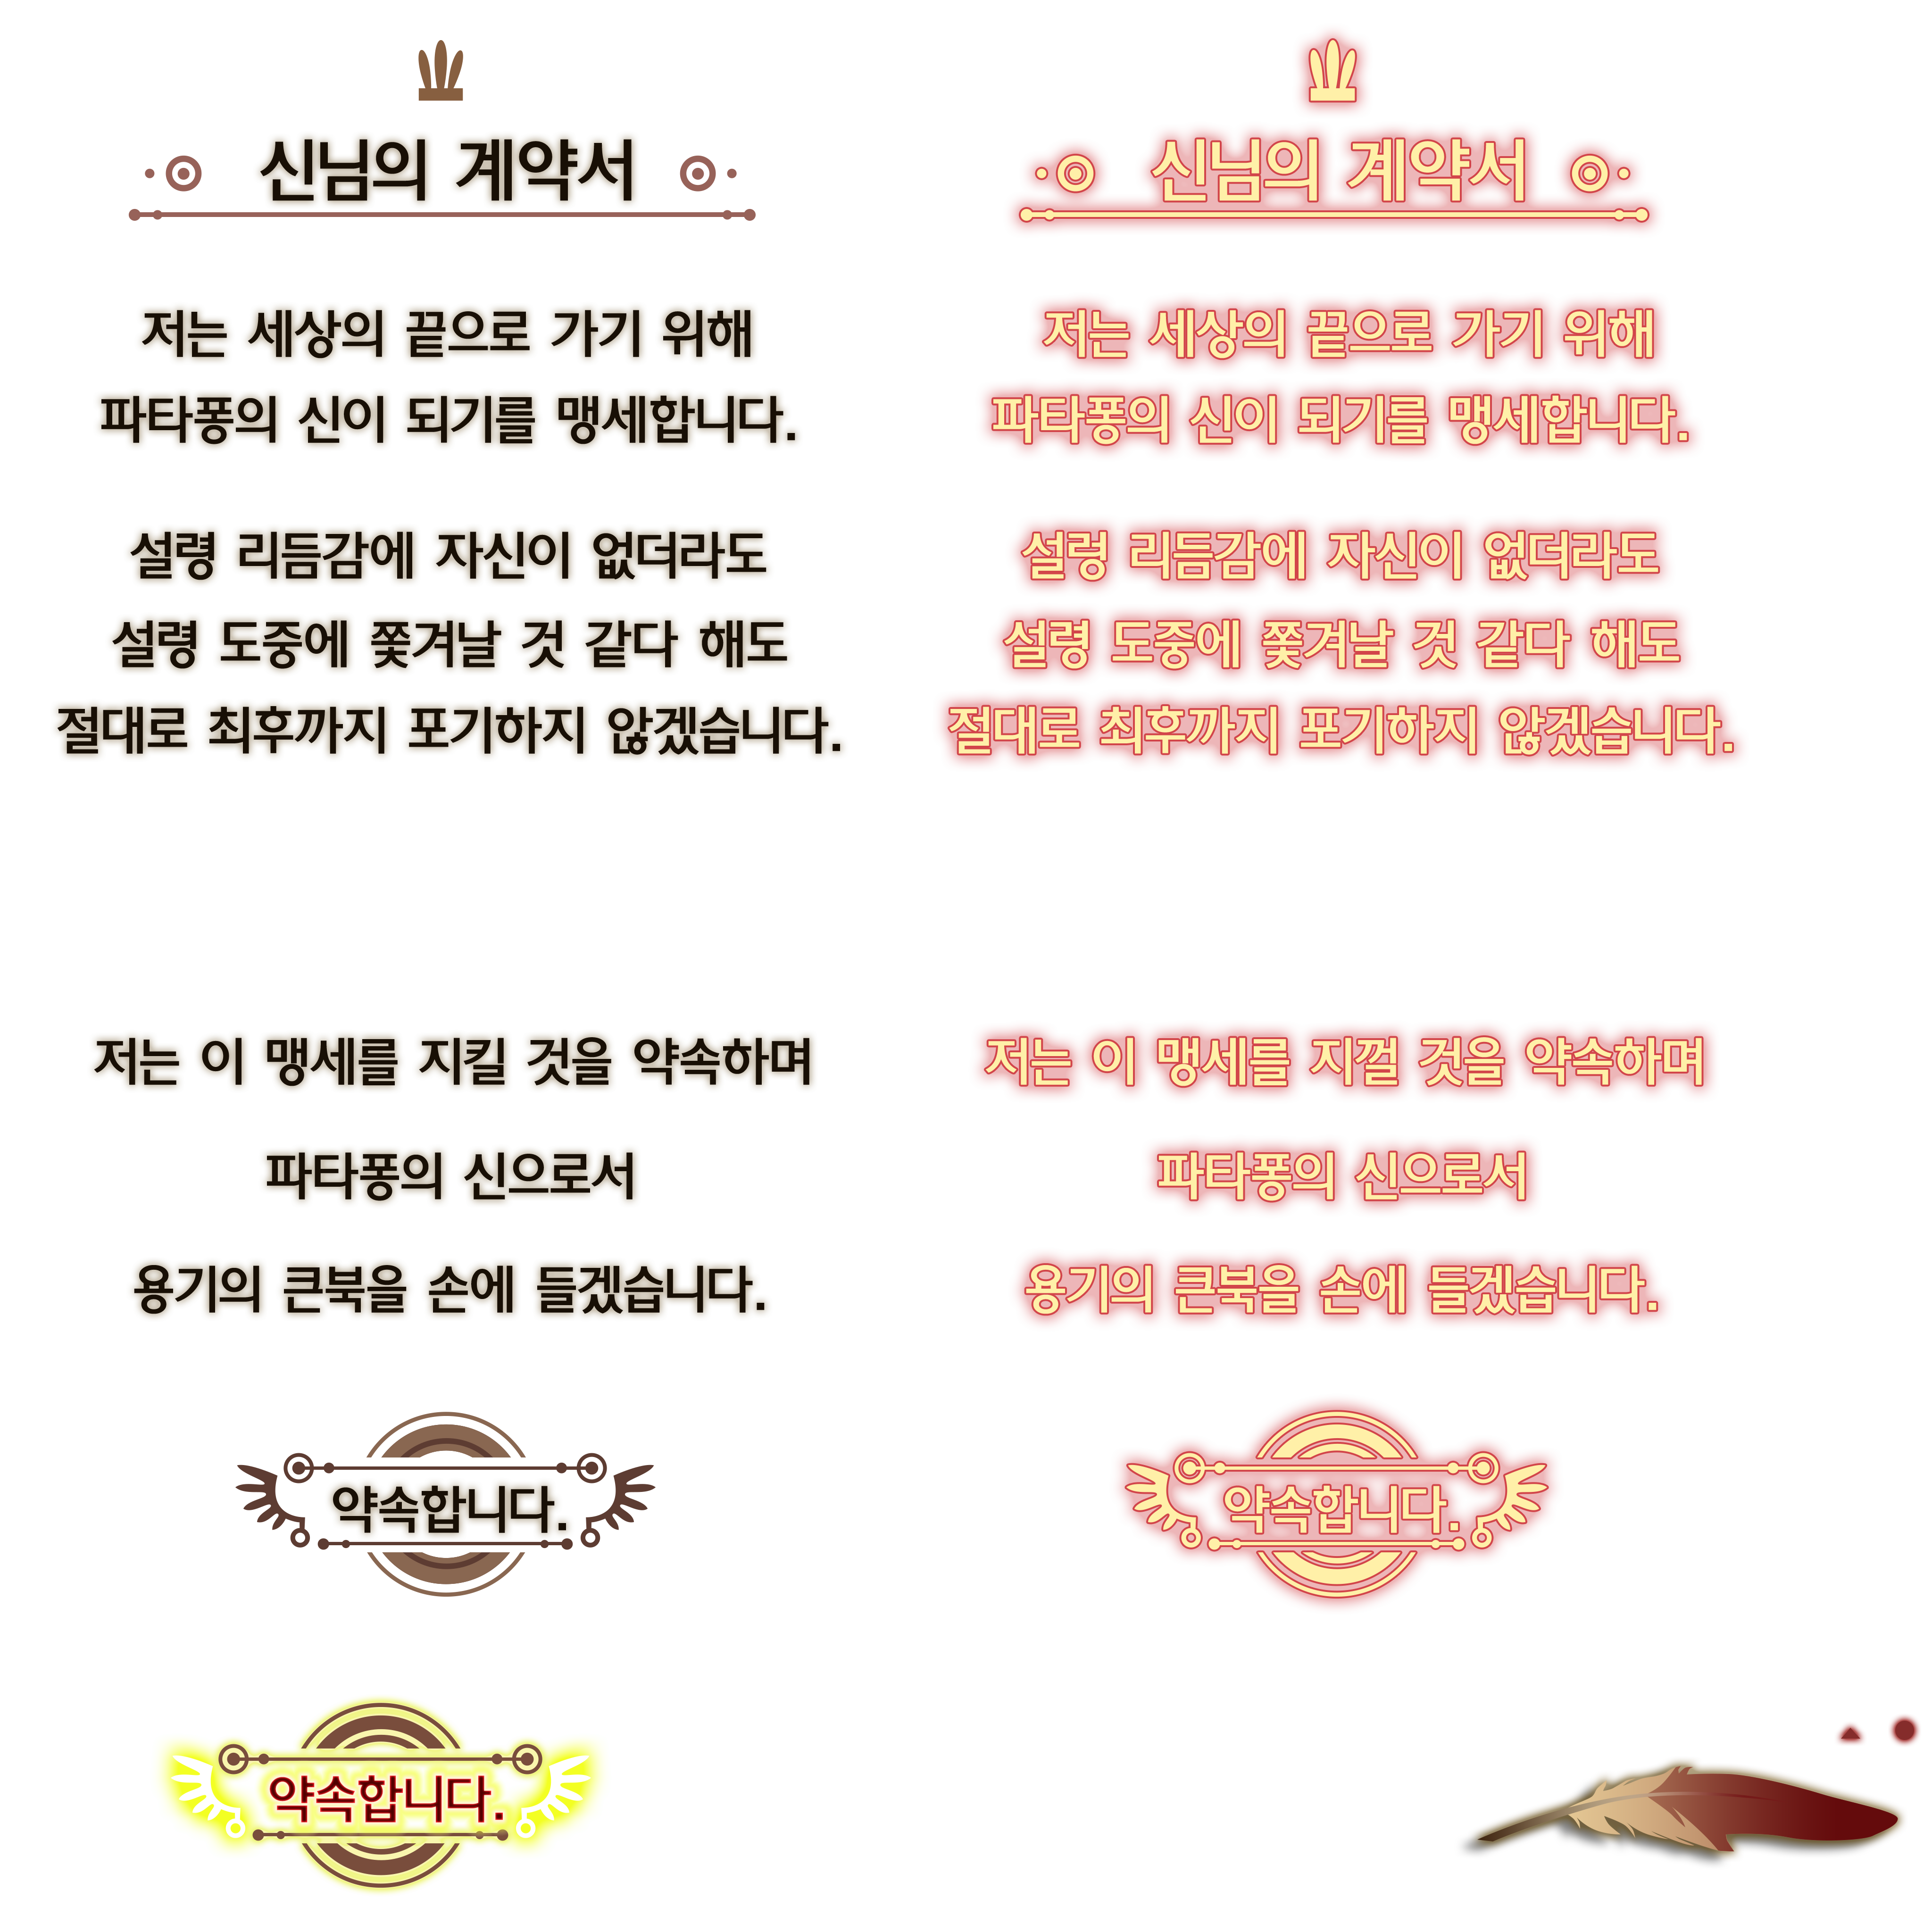 신님의 계약서
저는 세상의 끝으로 가기 위해
파타퐁의 신이 되기를 맹세합니다.
설령 리듬감에 자신이 없더라도
설령 도중에 쫓겨날 것 같다 해도
절대로 최후까지 포기하지 않겠습니다.
저는 이 맹세를 지킬 것을 약속하며
파타퐁의 신으로서
용기의 큰북을 손에 들겠습니다.
약속합니다.
약속합니다.
신님의 계약서
저는 세상의 끝으로 가기 위해
파타퐁의 신이 되기를 맹세합니다.
설령 리듬감에 자신이 없더라도
설령 도중에 쫓겨날 것 같다 해도
절대로 최후까지 포기하지 않겠습니다.
저는 이 맹세를 지킬 것을 약속하며
파타퐁의 신으로서
용기의 큰북을 손에 들겠습니다.
약속합니다.